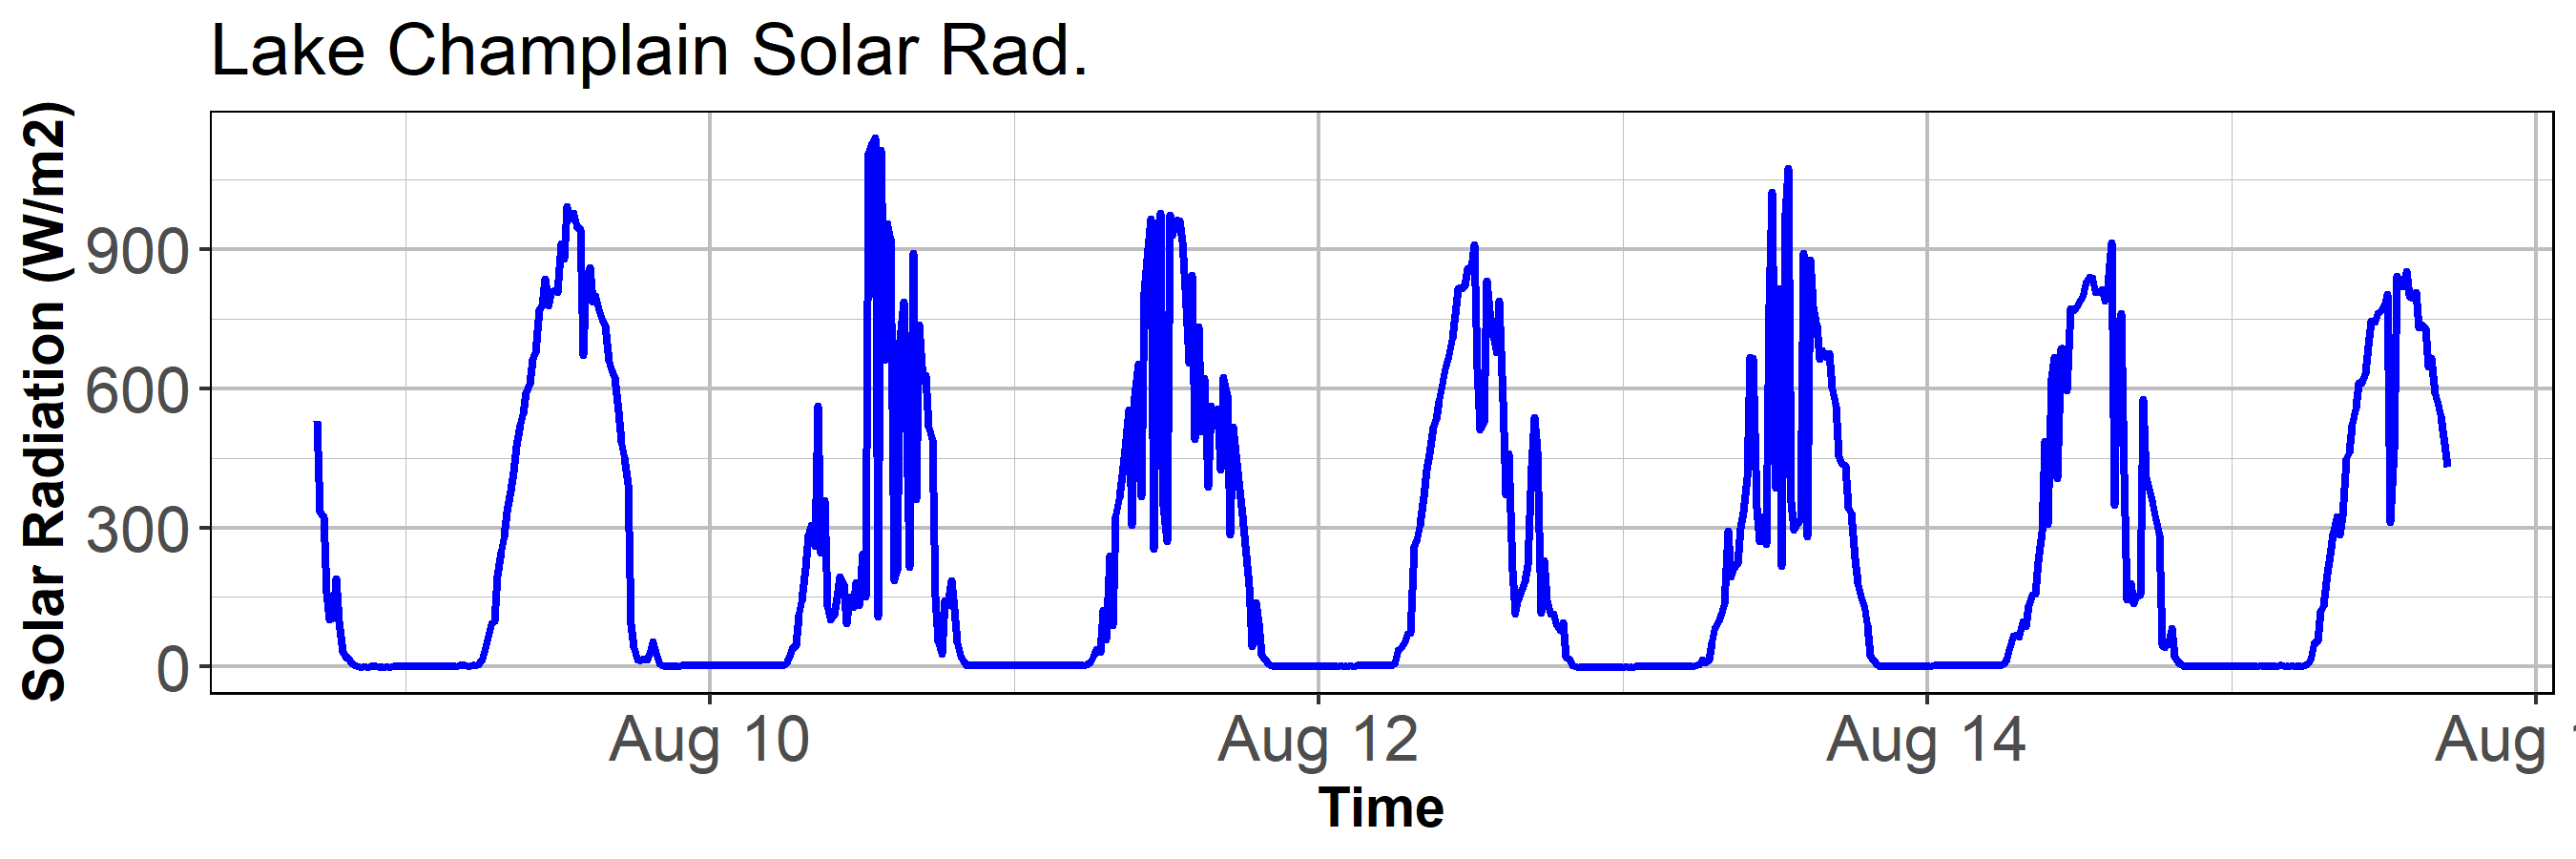 Lake Champlain Solar Rad.
Solar Radiation (W/m2)
900
600
300
0
Aug 10 Aug 12 Aug 14 Aug
Time